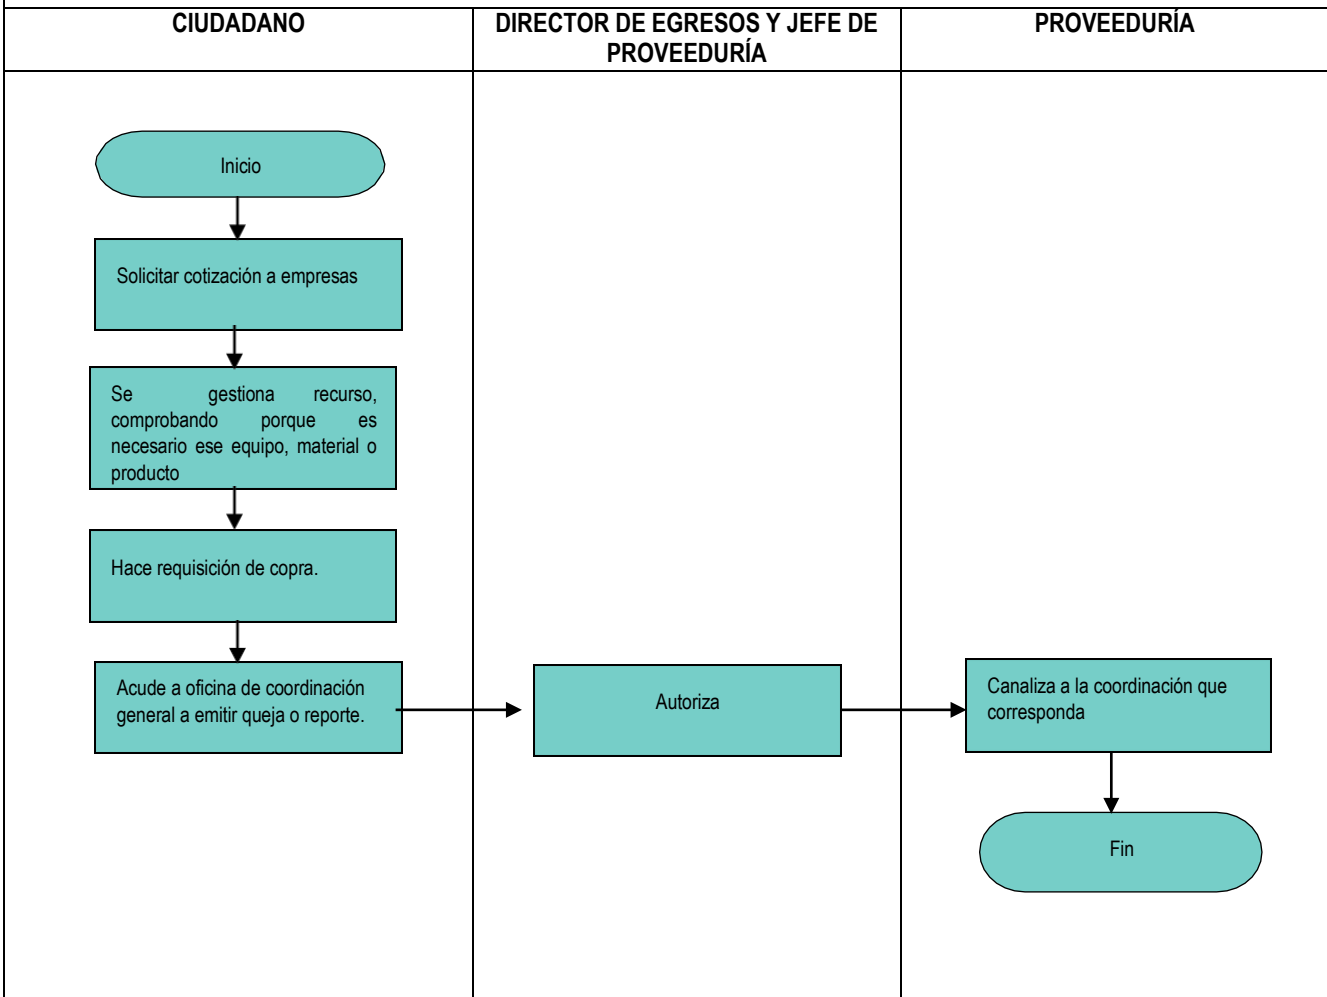 CIUDADANO
DIRECTOR DE EGRESOS Y JEFE DE
PROVEEDURÍA
PROVEEDURÍA
Inicio
Solicitar cotización a empresas
Se gestiona recurso,
comprobando porque es
necesario ese equipo, material o
producto
Hace requisición de copra.
Acude a oficina de coordinación
general a emitir queja o reporte.
Autoriza
Canaliza a la coordinación que
corresponda
Fin